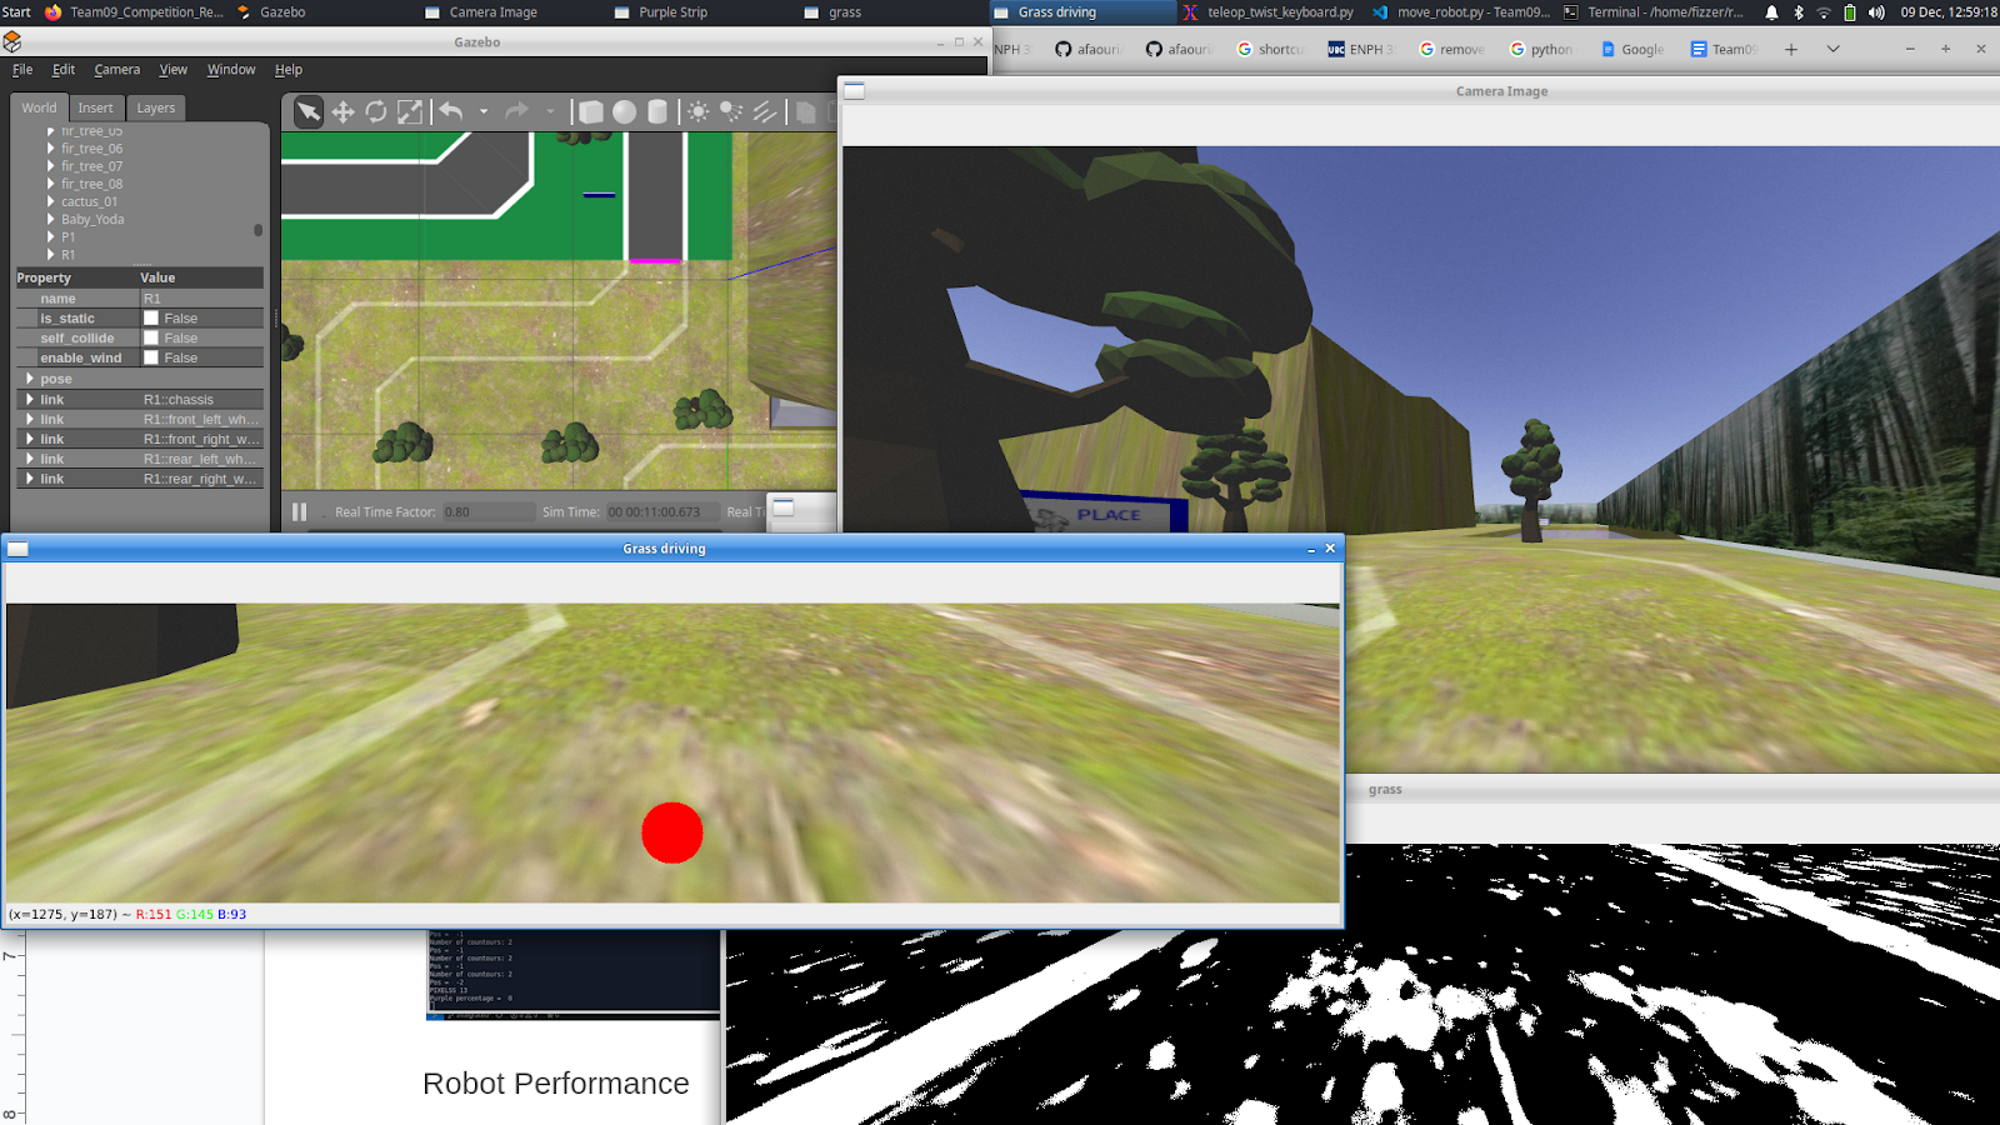 Start
Team09_Competition_Re...
Gazebo
Camera Image
Purple Strip
grass
Grass driving
teleop_twist_keyboard.py
move_robot.py - Team09...
Terminal - /home/fizzer/r...
09 Dec, 12:59:18
Gazebo
NPH 3
afaouri
afaouri
shortcu
ENPH 3
remove
python
Google
Team09
File
Edit
Camera
View
Window
Help
Camera Image
World
Insert
Layers
fir_tree_05
fir_tree_06
fir_tree_07
fir_tree_08
cactus_01
Baby_Yoda
P1
R1
Property Value
name R1
is_static False
self_collide False
enable_wind False
pose
link R1::chassis
link R1::front_left_wh...
link R1::front_right_w...
link R1::rear_left_wh...
link R1::rear_right_w...
Real Time Factor: 0.80 Sim Time: 00 00:11:00.673 Real Ti
PLACE
Grass driving
grass
(x=1275, y=187) ~ R:151 G:145 B:93
Pos = -1
Number of countours: 2
Pos = -1
Number of countours: 2
Pos = -1
Number of countours: 2
Pos = -2
PIXELSS 13
Purple percentage = 0
7
Robot Performance
8